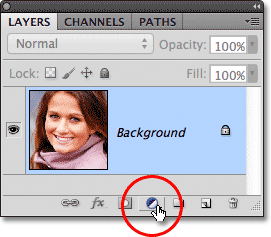 LAYERS CHANNELS PATHS
Normal Opacity: 100%
Lock: Fill: 100%
Background
fx